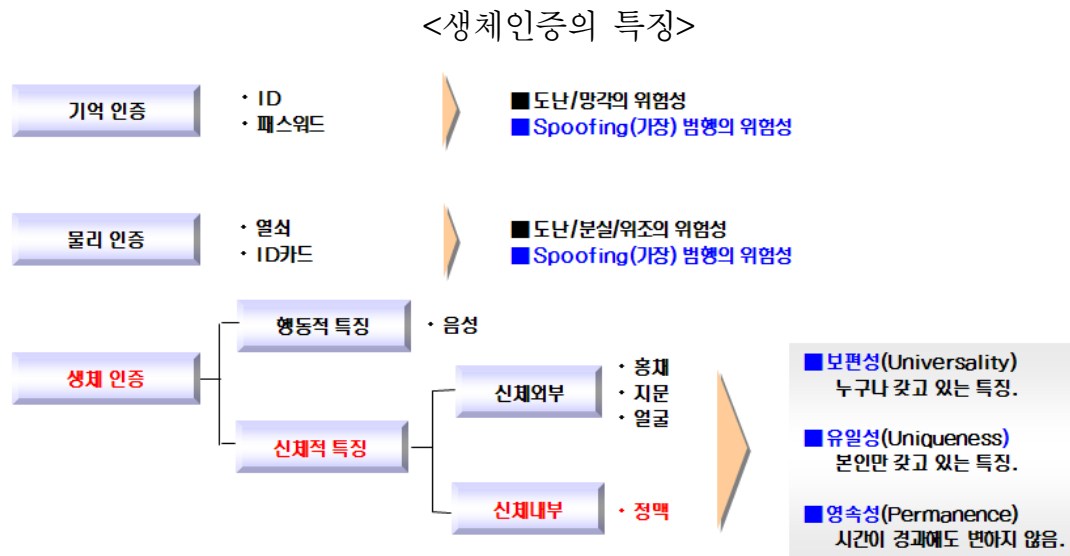 <생체인증의 특징>
기억 인증
· ID
· 패스워드
■ 도난/망각의 위험성
■ Spoofing(가장) 범행의 위험성
물리 인증
· 열쇠
· ID카드
■ 도난/분실/위조의 위험성
■ Spoofing(가장) 범행의 위험성
생체 인증
행동적 특징
· 음성
신체적 특징
신체외부
· 홍채
· 지문
· 얼굴
신체내부
· 정맥
■ 보편성(Universality)
누구나 갖고 있는 특징.
■ 유일성(Uniqueness)
본인만 갖고 있는 특징.
■ 영속성(Permanence)
시간이 경과해도 변하지 않음.